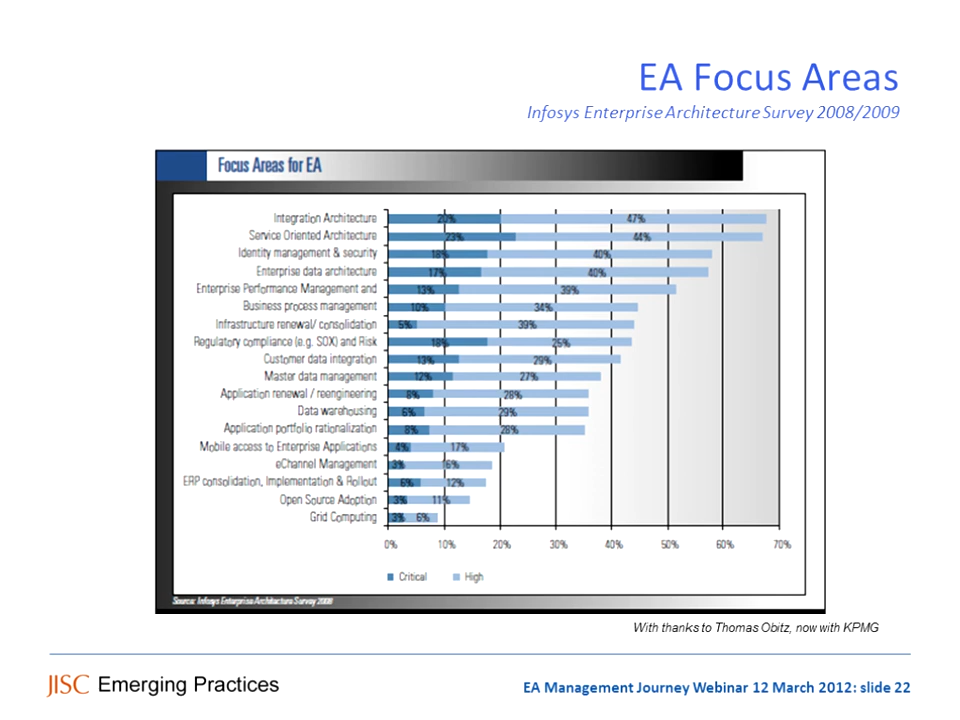 EA Focus Areas
Infosys Enterprise Architecture Survey 2008/2009
Focus Areas for EA
Integration Architecture 20% 47%
Service Oriented Architecture 23% 44%
Identity management & security 18% 40%
Enterprise data architecture 17% 40%
Enterprise Performance Management and 13% 39%
Business process management 10% 34%
Infrastructure renewal/ consolidation 5% 39%
Regulatory compliance (e.g. SOX) and Risk 18% 25%
Customer data integration 13% 29%
Master data management 12% 27%
Application renewal / reengineering 8% 28%
Data warehousing 6% 29%
Application portfolio rationalization 8% 28%
Mobile access to Enterprise Applications 4% 17%
eChannel Management 3% 16%
ERP consolidation, Implementation & Rollout 6% 12%
Open Source Adoption 3% 11%
Grid Computing 3% 6%
0% 10% 20% 30% 40% 50% 60% 70%
Critical High
Source: Infosys Enterprise Architecture Survey 2008
With thanks to Thomas Obitz, now with KPMG
JISC Emerging Practices
EA Management Journey Webinar 12 March 2012: slide 22